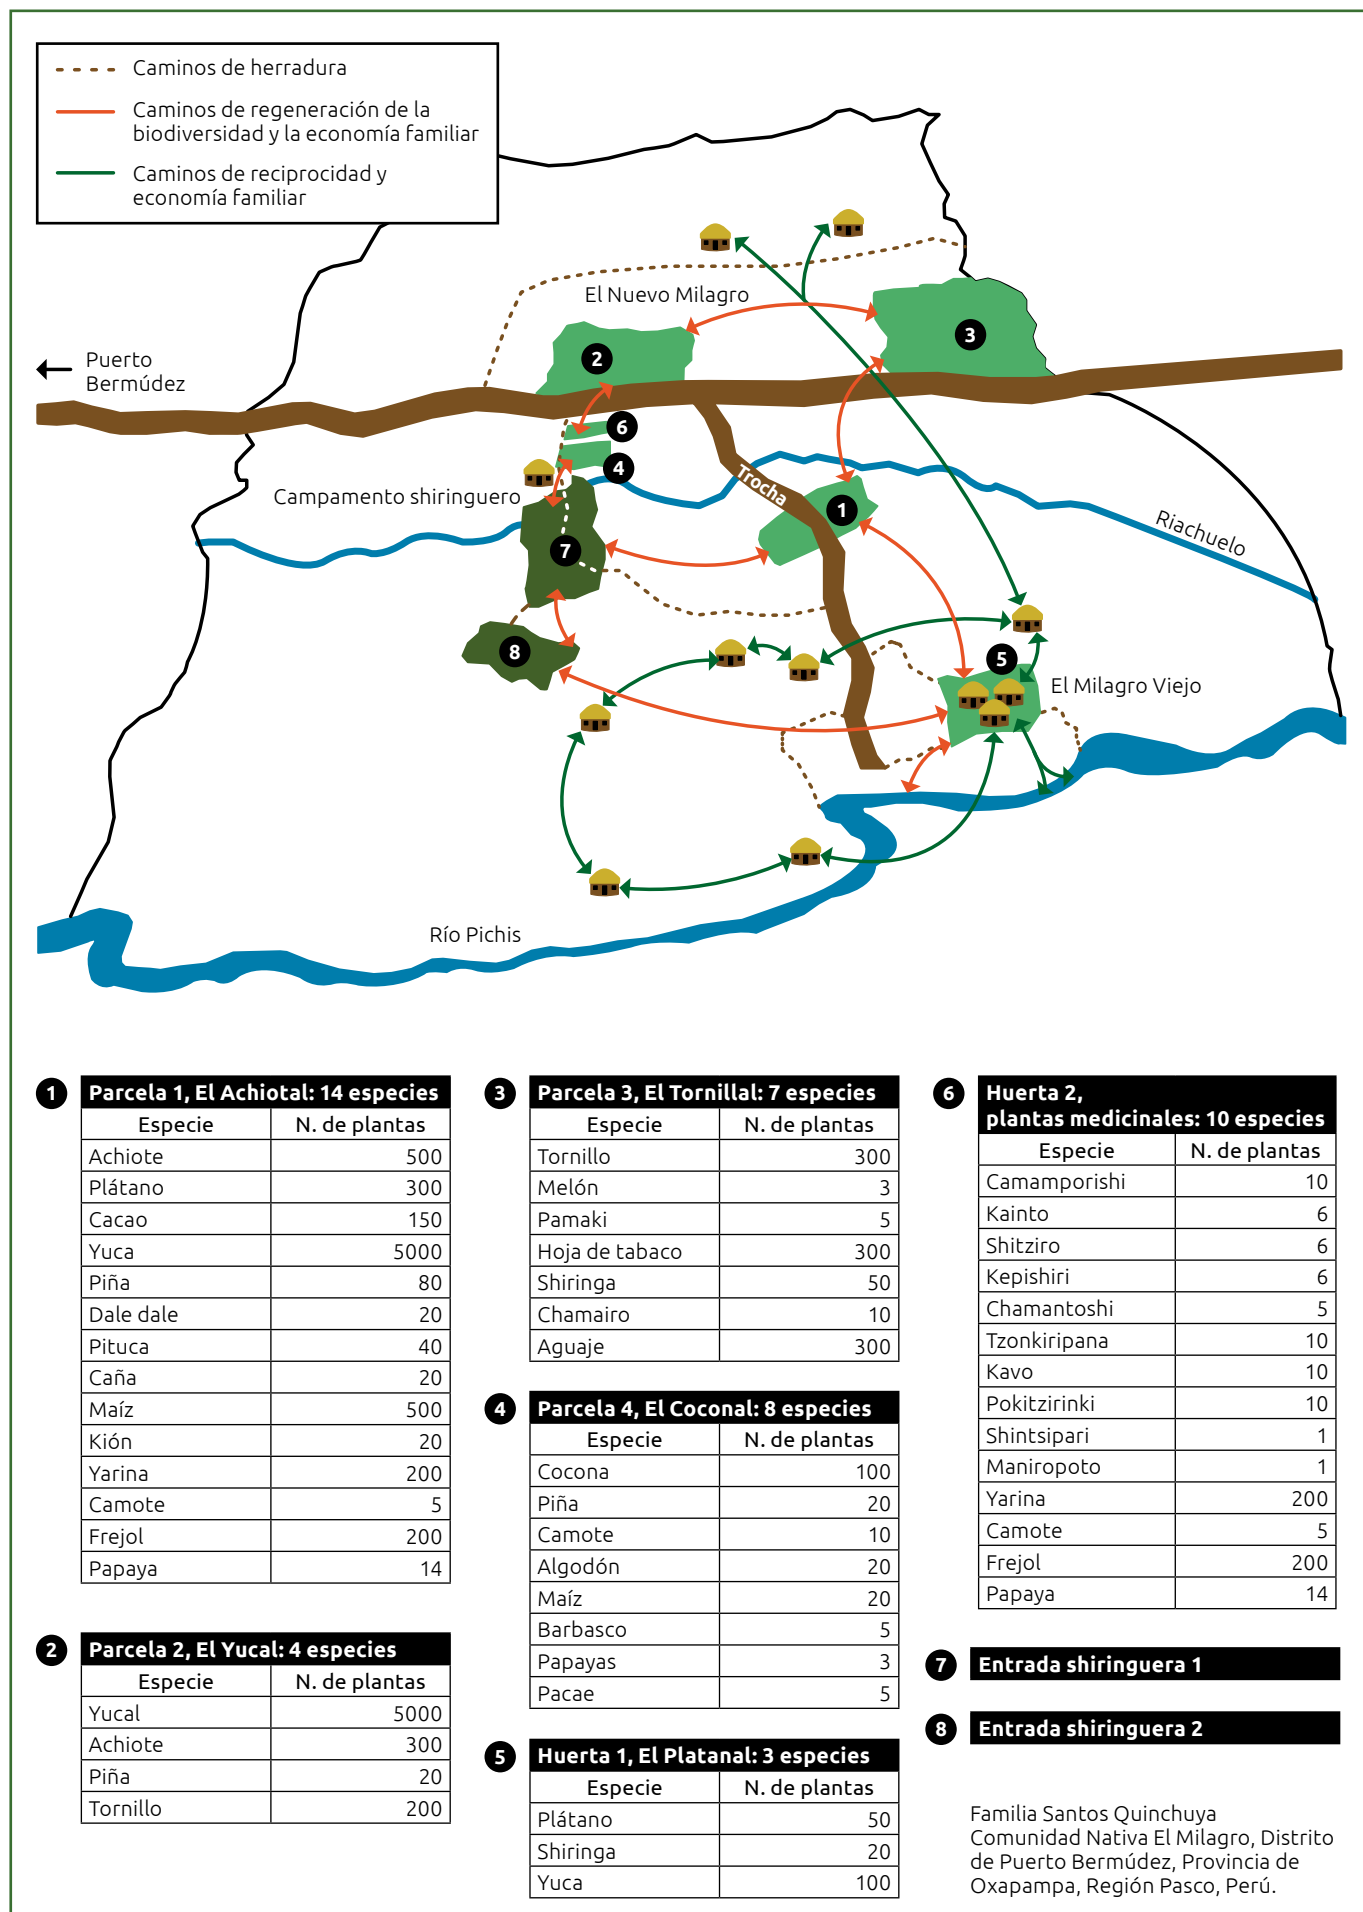 Caminos de herradura
Caminos de regeneración de la
biodiversidad y la economía familiar
Caminos de reciprocidad y
economía familiar
El Nuevo Milagro
3
2
Puerto
Bermúdez
6
4
Trocha
Campamento shiringuero
1
Riachuelo
7
8
5
El Milagro Viejo
Río Pichis
1 Parcela 1, El Achiotal: 14 especies
Especie N. de plantas
Achiote 500
Plátano 300
Cacao 150
Yuca 5000
Piña 80
Dale dale 20
Pituca 40
Caña 20
Maíz 500
Kión 20
Yarina 200
Camote 5
Frejol 200
Papaya 14
2 Parcela 2, El Yucal: 4 especies
Especie N. de plantas
Yucal 5000
Achiote 300
Piña 20
Tornillo 200
3 Parcela 3, El Tornillal: 7 especies
Especie N. de plantas
Tornillo 300
Melón 3
Pamaki 5
Hoja de tabaco 300
Shiringa 50
Chamairo 10
Aguaje 300
4 Parcela 4, El Coconal: 8 especies
Especie N. de plantas
Cocona 100
Piña 20
Camote 10
Algodón 20
Maíz 20
Barbasco 5
Papayas 3
Pacae 5
5 Huerta 1, El Platanal: 3 especies
Especie N. de plantas
Plátano 50
Shiringa 20
Yuca 100
6 Huerta 2,
plantas medicinales: 10 especies
Especie N. de plantas
Camamporishi 10
Kainto 6
Shitziro 6
Kepishiri 6
Chamantoshi 5
Tzonkiripana 10
Kavo 10
Pokitzirinki 10
Shintsipari 1
Maniropoto 1
Yarina 200
Camote 5
Frejol 200
Papaya 14
7 Entrada shiringuera 1
8 Entrada shiringuera 2
Familia Santos Quinchuya
Comunidad Nativa El Milagro, Distrito
de Puerto Bermúdez, Provincia de
Oxapampa, Región Pasco, Perú.